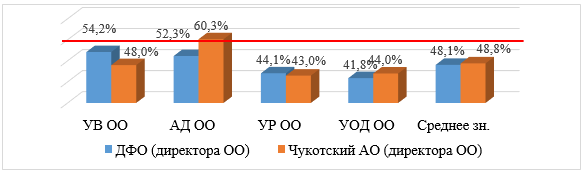 54,2% 48,0% 52,3% 60,3% 44,1% 43,0% 41,8% 44,0% 48,1% 48,8%
УВ ОО АД ОО УР ОО УОД ОО Среднее зн.
ДФО (директора ОО) Чукотский АО (директора ОО)